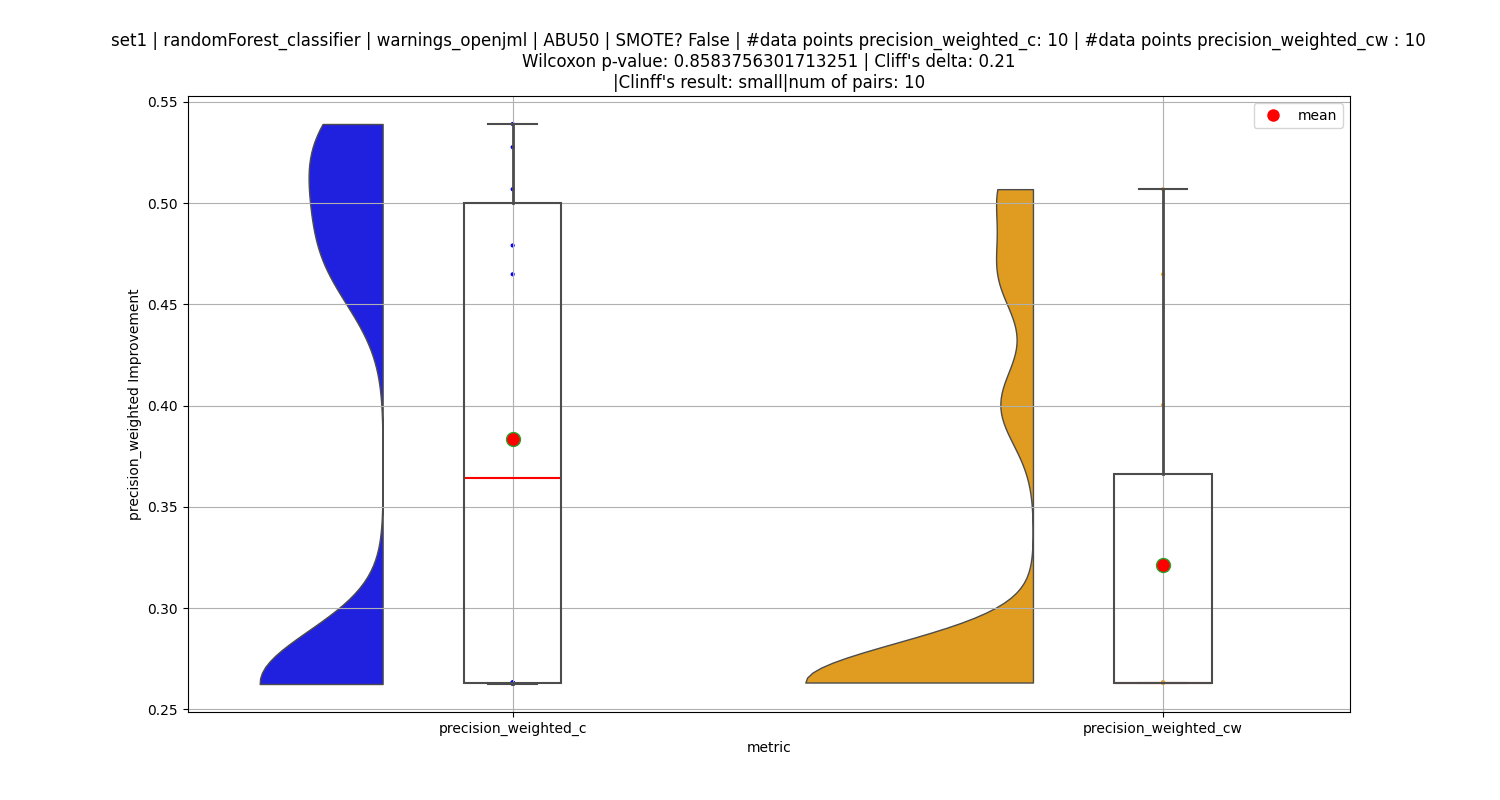 set1 | randomForest_classifier | warnings_openjml | ABU50 | SMOTE? False | #data points precision_weighted_c: 10 | #data points precision_weighted_cw : 10
Wilcoxon p-value: 0.8583756301713251 | Cliff's delta: 0.21
|Clinff's result: small|num of pairs: 10
mean
precision_weighted Improvement
0.55
0.50
0.45
0.40
0.35
0.30
0.25
precision_weighted_c
precision_weighted_cw
metric